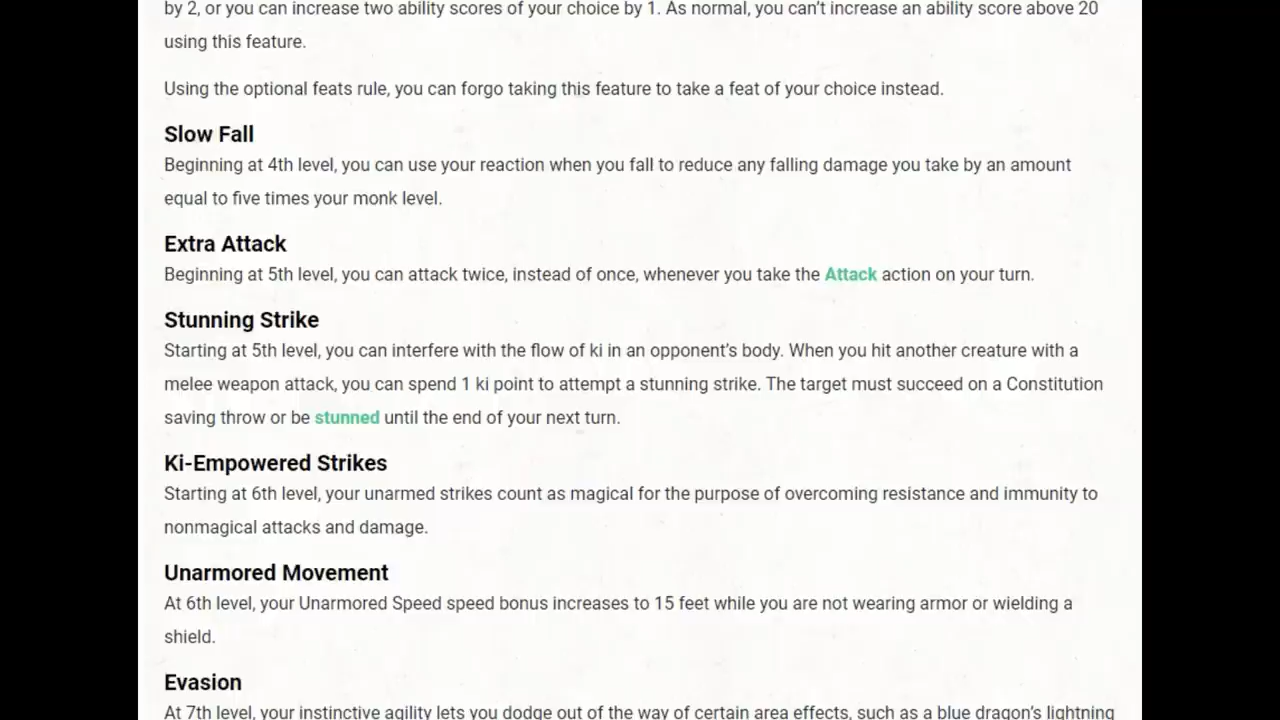 by 2, or you can increase two ability scores of your choice by 1. As normal, you can’t increase an ability score above 20
using this feature.
Using the optional feats rule, you can forgo taking this feature to take a feat of your choice instead.
Slow Fall
Beginning at 4th level, you can use your reaction when you fall to reduce any falling damage you take by an amount
equal to five times your monk level.
Extra Attack
Beginning at 5th level, you can attack twice, instead of once, whenever you take the Attack action on your turn.
Stunning Strike
Starting at 5th level, you can interfere with the flow of ki in an opponent’s body. When you hit another creature with a
melee weapon attack, you can spend 1 ki point to attempt a stunning strike. The target must succeed on a Constitution
saving throw or be stunned until the end of your next turn.
Ki-Empowered Strikes
Starting at 6th level, your unarmed strikes count as magical for the purpose of overcoming resistance and immunity to
nonmagical attacks and damage.
Unarmored Movement
At 6th level, your Unarmored Speed speed bonus increases to 15 feet while you are not wearing armor or wielding a
shield.
Evasion
At 7th level, your instinctive agility lets you dodge out of the way of certain area effects, such as a blue dragon’s lightning